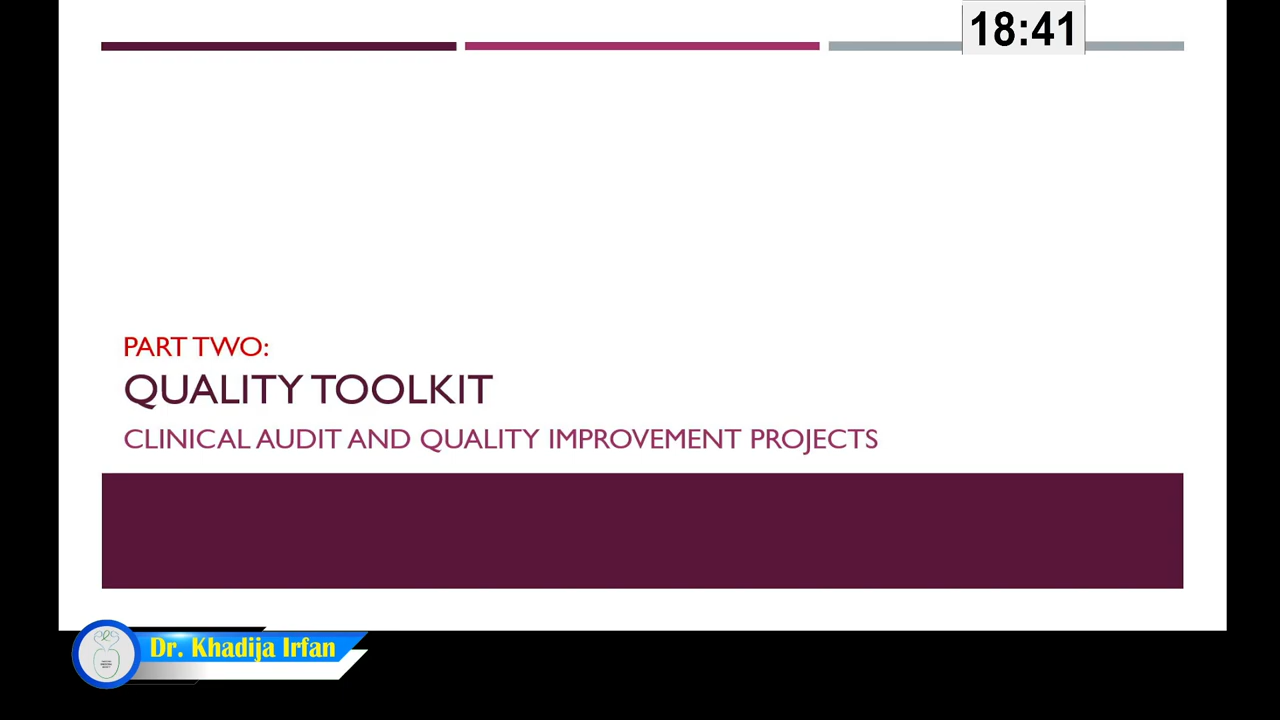 18:41
PART TWO:
QUALITY TOOLKIT
CLINICAL AUDIT AND QUALITY IMPROVEMENT PROJECTS
Dr. Khadija Irfan